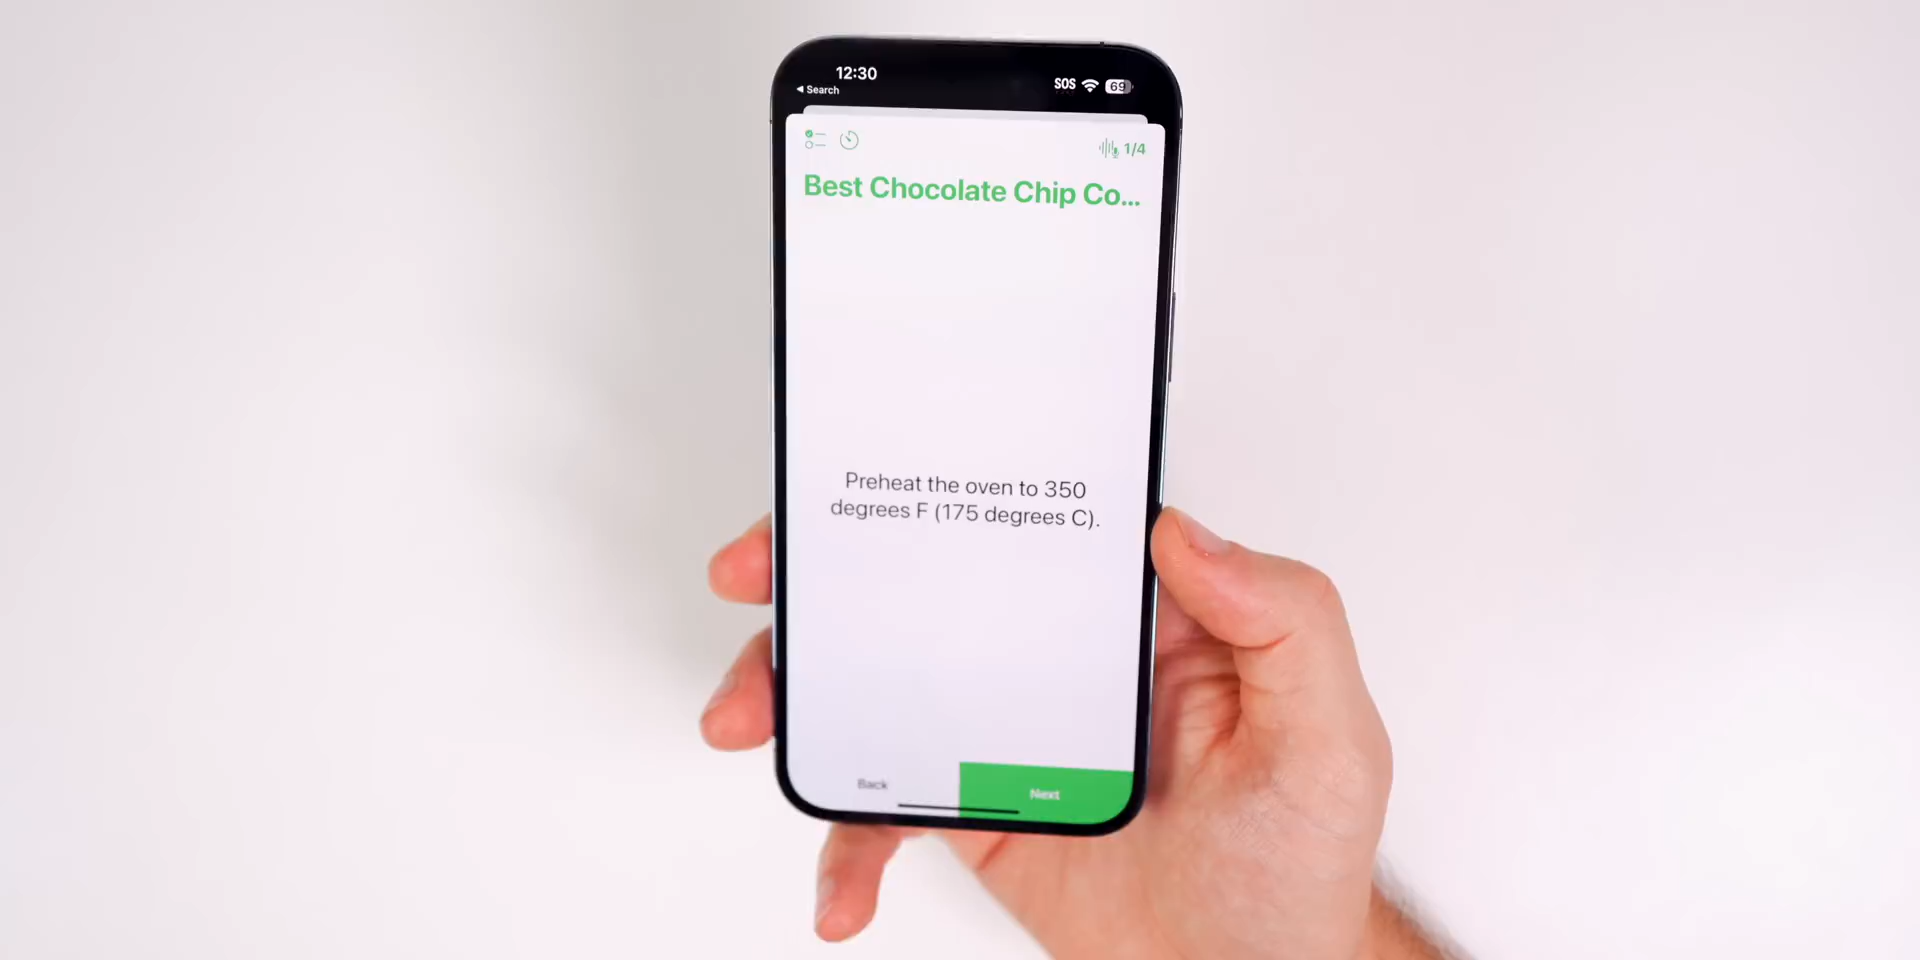 12:30
SOS 69
◀ Search
1/4
Best Chocolate Chip Co...
Preheat the oven to 350
degrees F (175 degrees C).
Back
Next